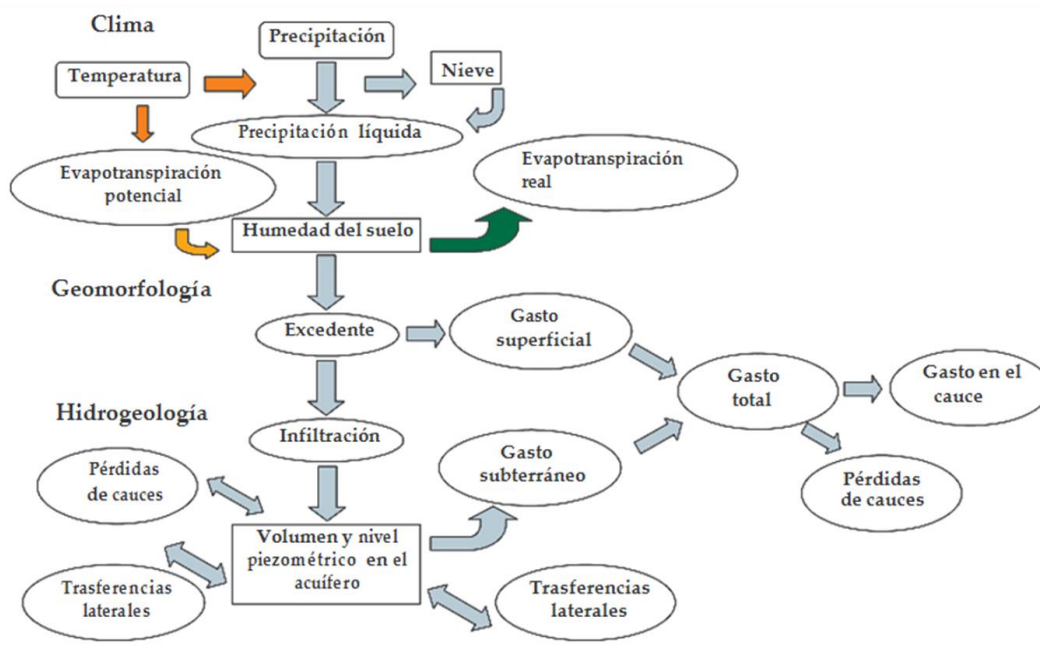 Clima
Precipitación
Temperatura
Nieve
Precipitación líquida
Evapotranspiración
potencial
Evapotranspiración
real
Humedad del suelo
Geomorfología
Excedente
Gasto
superficial
Gasto
total
Gasto en el
cauce
Hidrogeología
Infiltración
Gasto
subterráneo
Pérdidas
de cauces
Pérdidas
de cauces
Volumen y nivel
piezométrico en el
acuífero
Trasferencias
laterales
Trasferencias
laterales